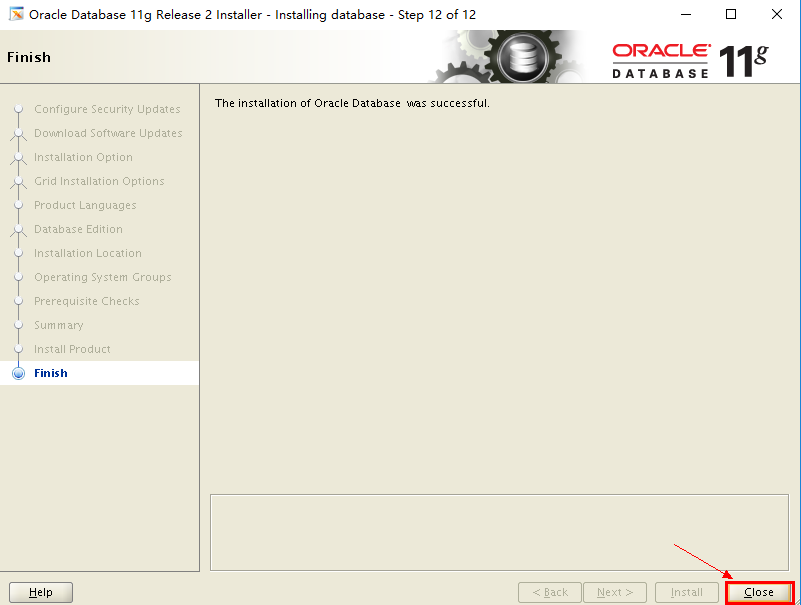 Oracle Database 11g Release 2 Installer - Installing database - Step 12 of 12
Finish
ORACLE
DATABASE 11g
Configure Security Updates
Download Software Updates
Installation Option
Grid Installation Options
Product Languages
Database Edition
Installation Location
Operating System Groups
Prerequisite Checks
Summary
Install Product
Finish
The installation of Oracle Database was successful.
Help
< Back
Next >
Install
Close